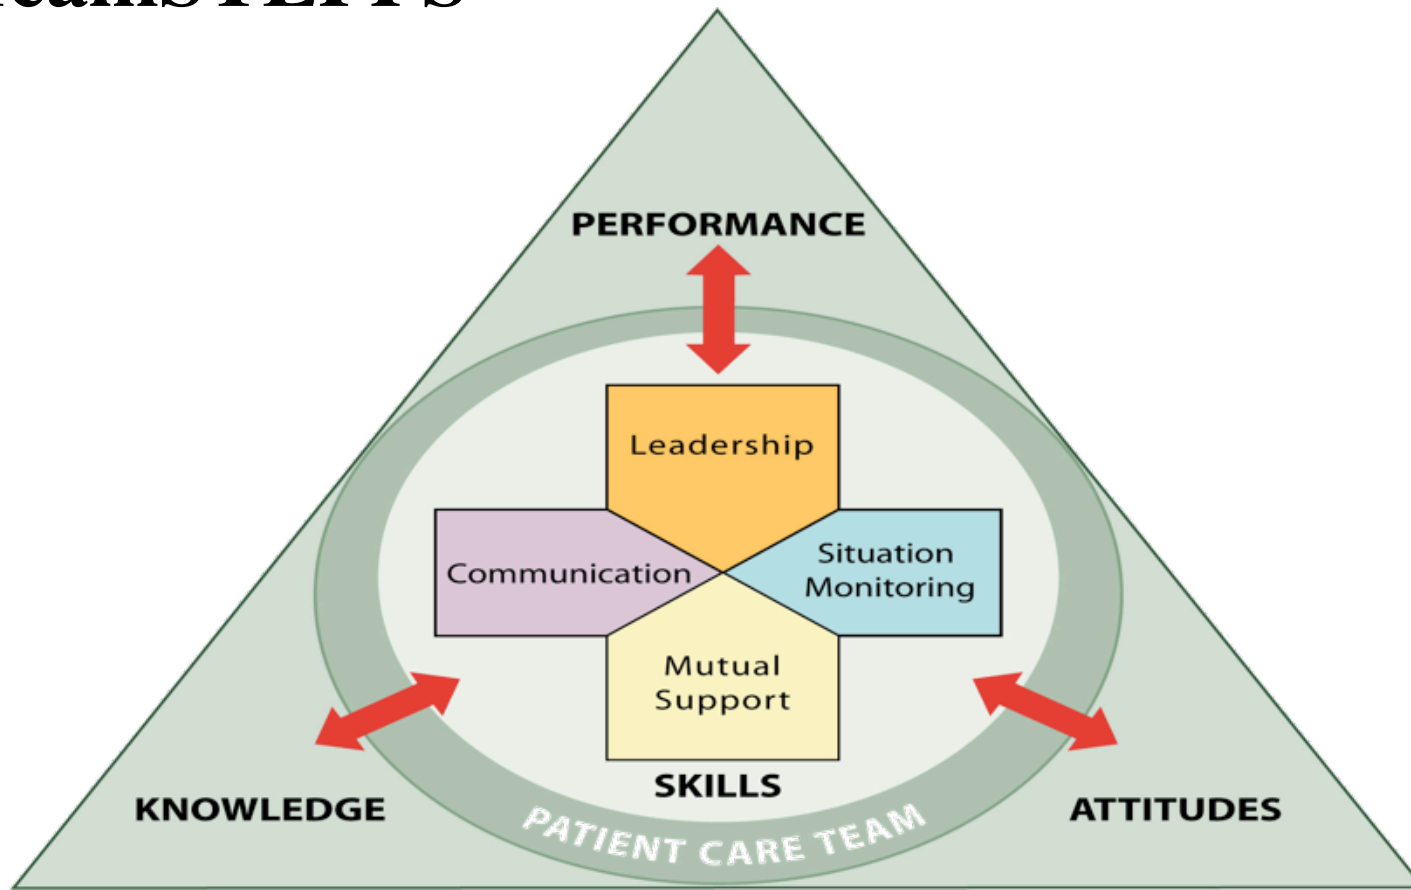 PERFORMANCE
Leadership
Communication
Situation
Monitoring
Mutual
Support
SKILLS
KNOWLEDGE
ATTITUDES
PATIENT CARE TEAM